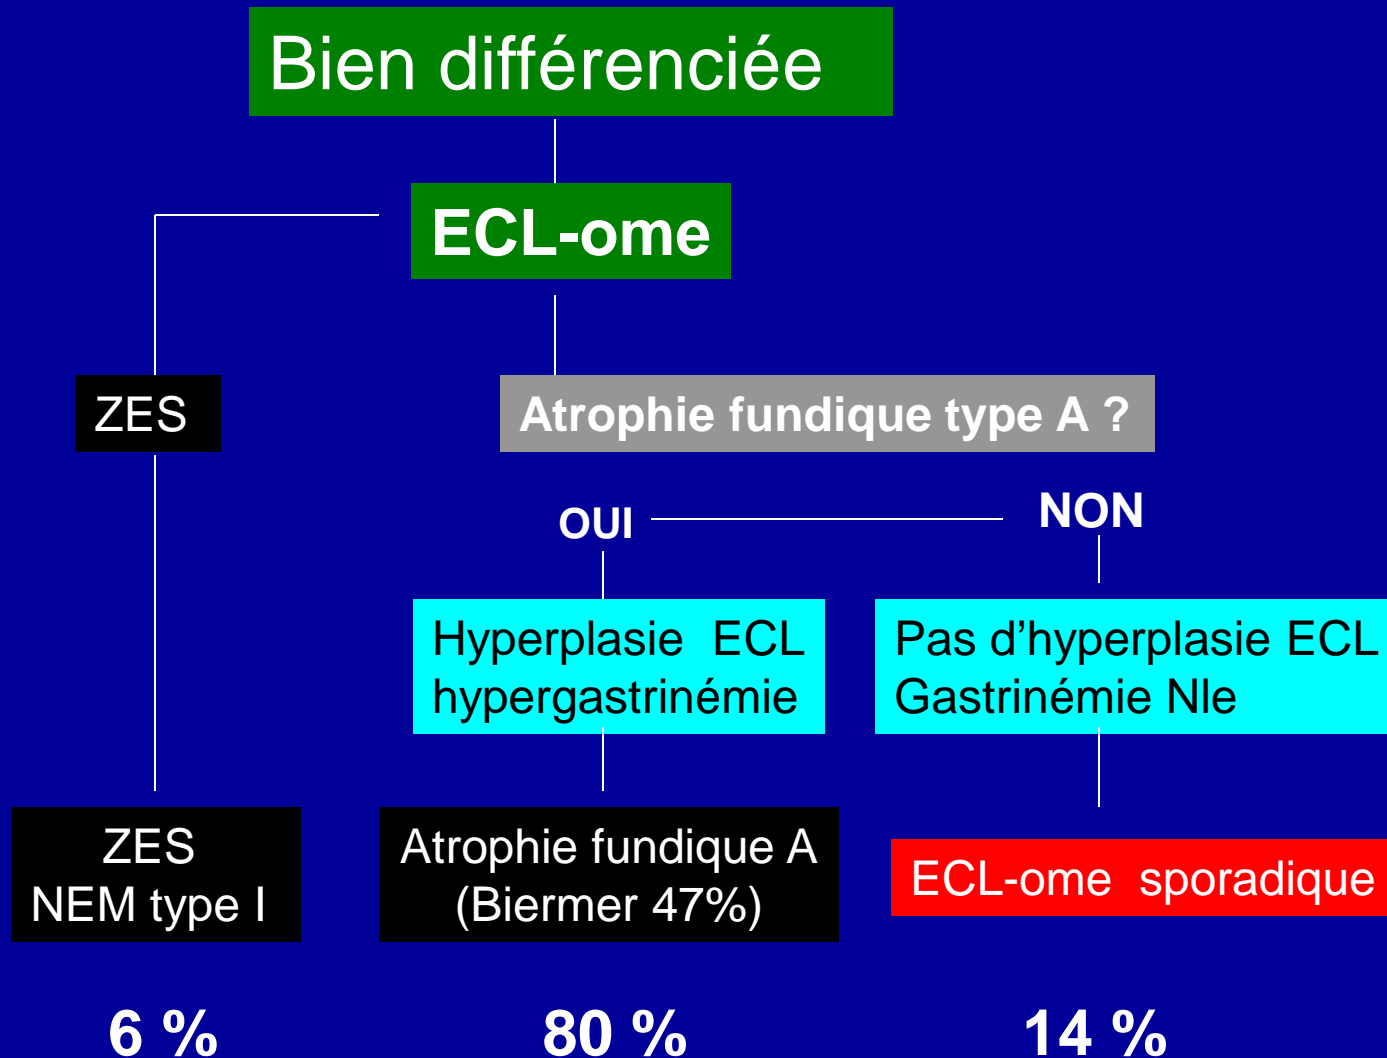 Bien différenciée
ECL-ome
ZES
Atrophie fundique type A ?
OUI
NON
Hyperplasie ECL
hypergastrinémie
Pas d’hyperplasie ECL
Gastrinémie Nle
ZES
NEM type I
Atrophie fundique A
(Biermer 47%)
ECL-ome sporadique
6 %
80 %
14 %